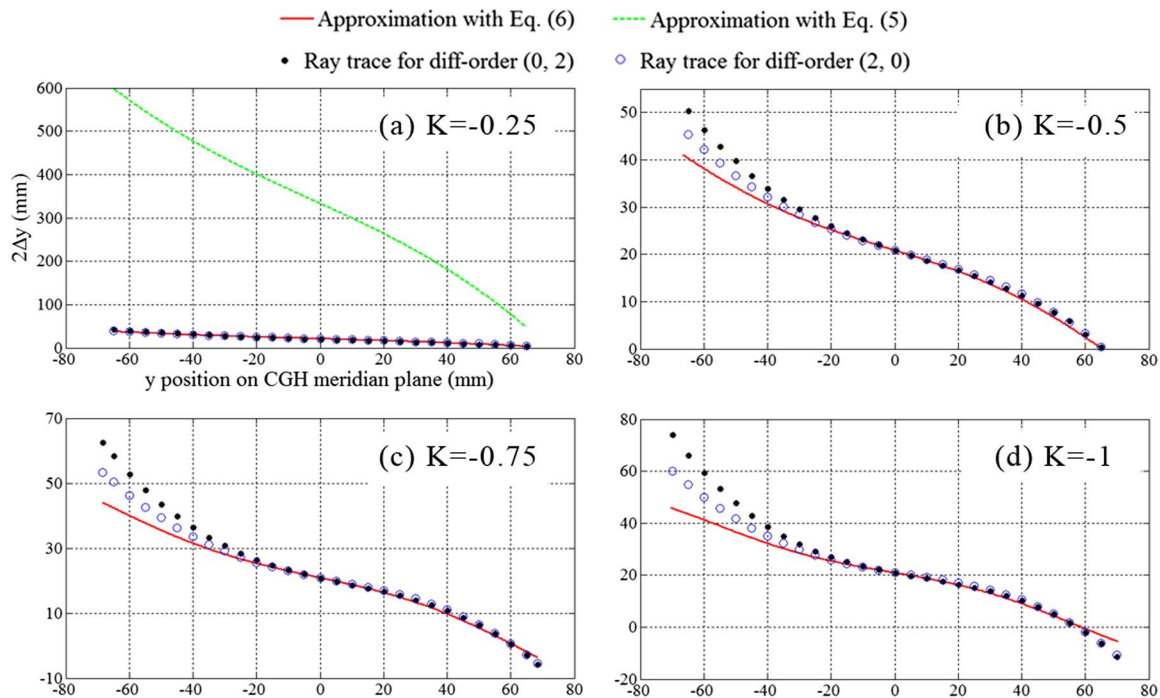 Approximation with Eq. (6)
Approximation with Eq. (5)
Ray trace for diff-order (0, 2)
Ray trace for diff-order (2, 0)
600
500
400
300
200
100
0
2Δy (mm)
(a) K=-0.25
-80 -60 -40 -20 0 20 40 60 80
y position on CGH meridian plane (mm)
50
40
30
20
10
0
(b) K=-0.5
-80 -60 -40 -20 0 20 40 60 80
70
50
30
10
-10
(c) K=-0.75
-80 -60 -40 -20 0 20 40 60 80
80
60
40
20
0
-20
(d) K=-1
-80 -60 -40 -20 0 20 40 60 80